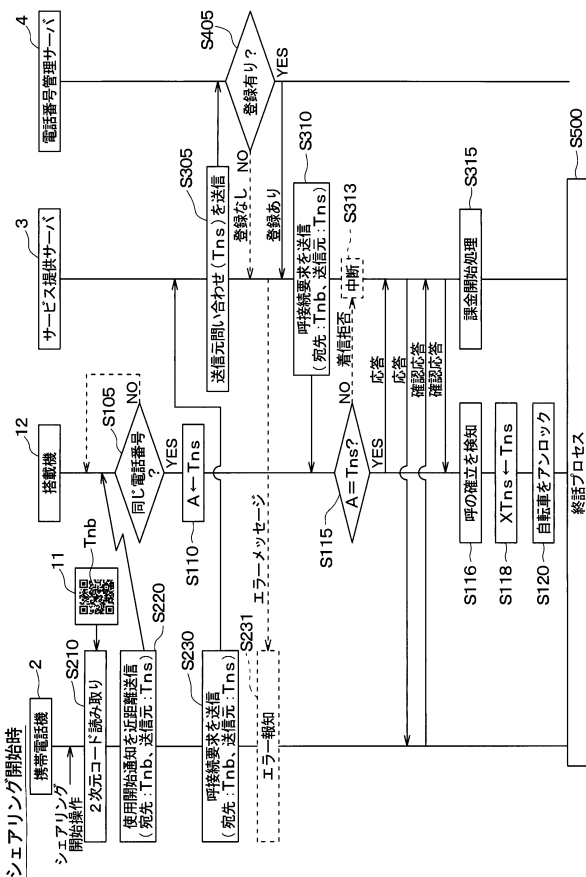 シェアリング開始時
2
携帯電話機
シェアリング
開始操作
11
Tnb
12
搭載機
3
サービス提供サーバ
4
電話番号管理サーバ
S210
2次元コード読み取り
S220
使用開始通知を近距離送信
(宛先:Tnb、送信元:Tns)
S105
同じ電話番号
?
NO
YES
S110
A←Tns
S230
呼接続要求を送信
(宛先:Tnb、送信元:Tns)
S305
送信元問い合わせ(Tns)を送信
S405
登録有り?
NO
YES
登録なし
登録あり
エラーメッセージ
S231
エラー報知
S310
呼接続要求を送信
(宛先:Tnb、送信元:Tns)
S115
A=Tns?
NO
YES
着信拒否
S313
中断
応答
応答
確認応答
確認応答
S116
呼の確立を検知
S315
課金開始処理
S118
XTns←Tns
S120
自転車をアンロック
S500
終話プロセス